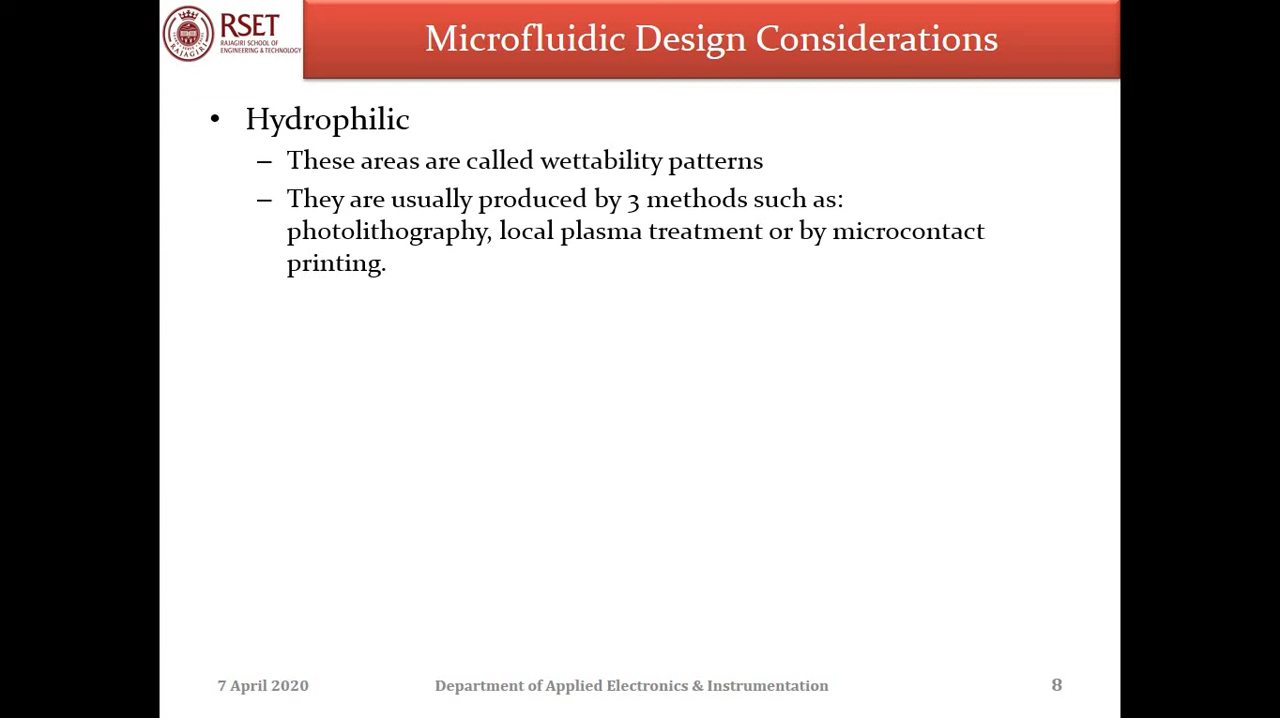 RSET
RAJAGIRI SCHOOL OF
ENGINEERING & TECHNOLOGY
Microfluidic Design Considerations
• Hydrophilic
– These areas are called wettability patterns
– They are usually produced by 3 methods such as:
photolithography, local plasma treatment or by microcontact
printing.
7 April 2020
Department of Applied Electronics & Instrumentation
8